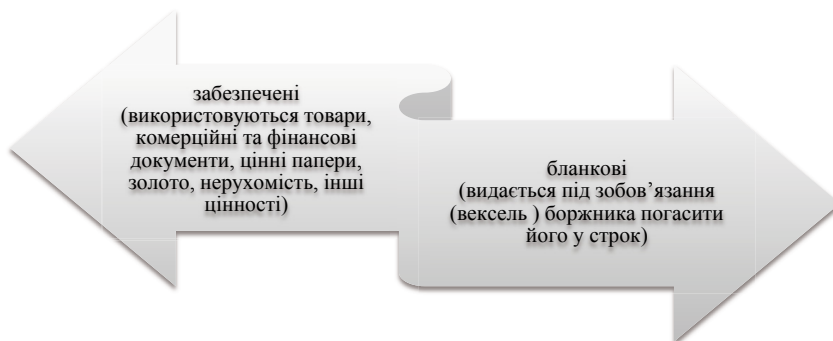 забезпечені
(використовуються товари,
комерційні та фінансові
документи, цінні папери,
золото, нерухомість, інші
цінності)
бланкові
(видається під зобов’язання
(вексель ) боржника погасити
його у строк)